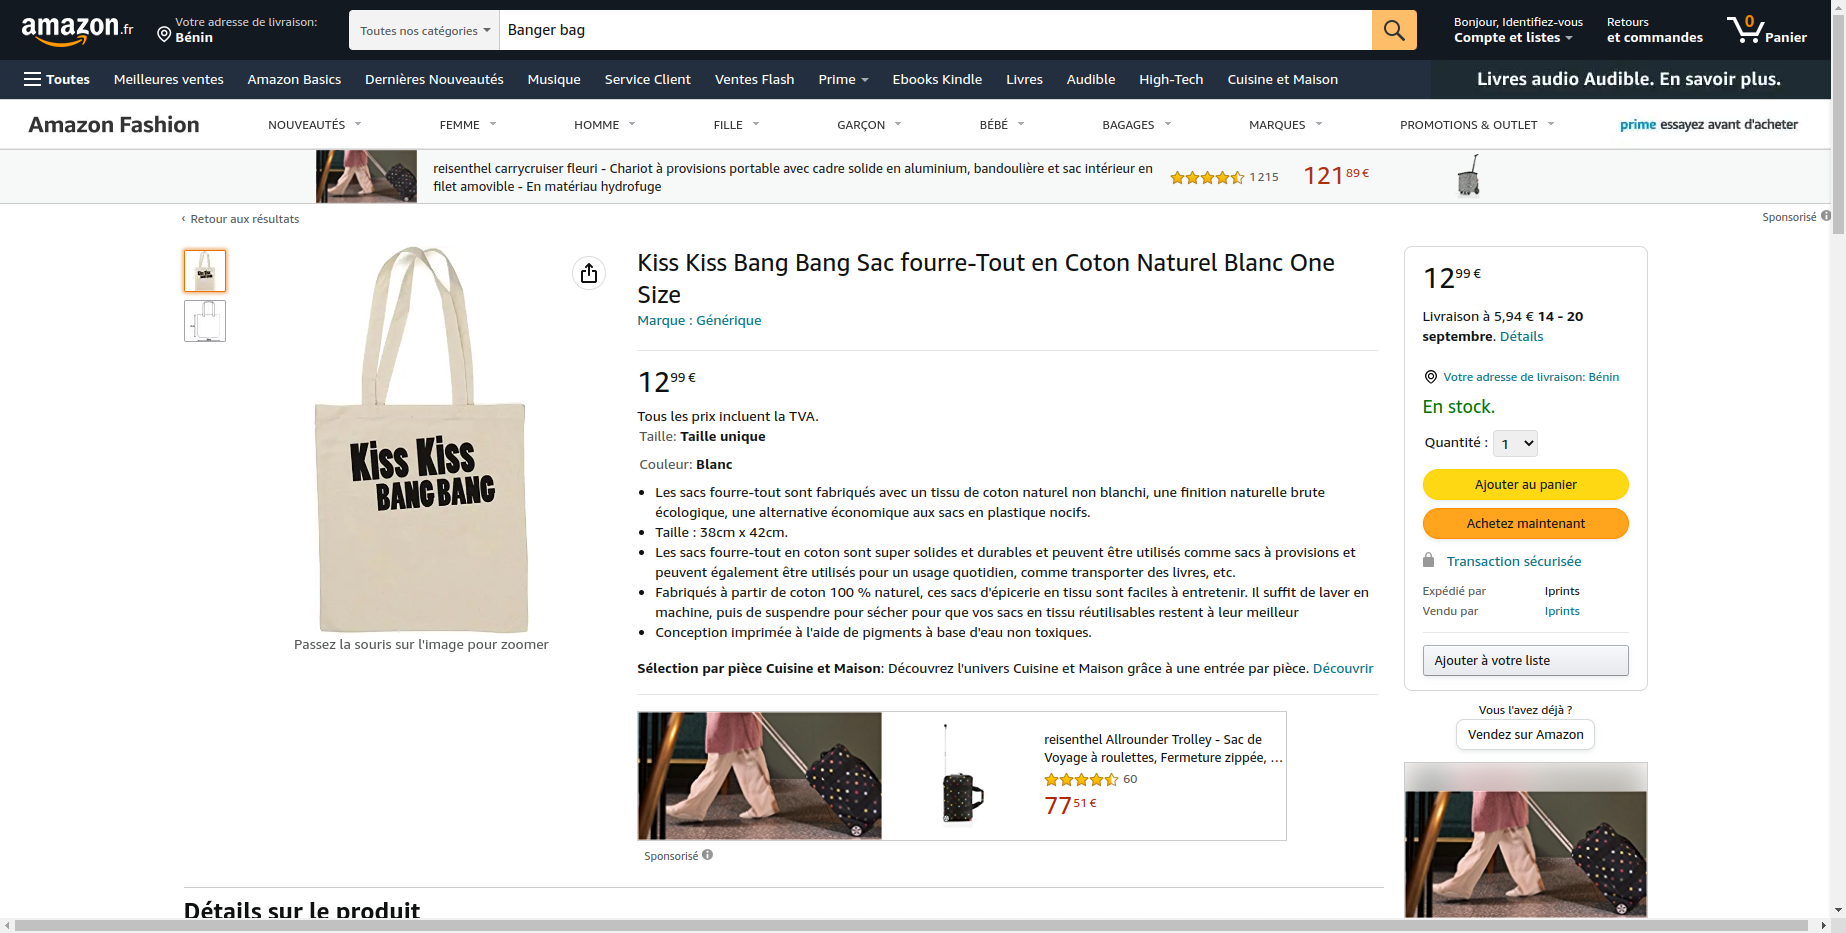 amazon.fr
Votre adresse de livraison:
Bénin
Toutes nos catégories
Banger bag
Bonjour, Identifiez-vous
Compte et listes
Retours
et commandes
0
Panier
Toutes
Meilleures ventes
Amazon Basics
Dernières Nouveautés
Musique
Service Client
Ventes Flash
Prime
Ebooks Kindle
Livres
Audible
High-Tech
Cuisine et Maison
Livres audio Audible. En savoir plus.
Amazon Fashion
NOUVEAUTÉS
FEMME
HOMME
FILLE
GARÇON
BÉBÉ
BAGAGES
MARQUES
PROMOTIONS & OUTLET
prime essayez avant d'acheter
reisenthel carrycruiser fleuri - Chariot à provisions portable avec cadre solide en aluminium, bandoulière et sac intérieur en
filet amovible - En matériau hydrofuge
1 215
121 89 €
‹ Retour aux résultats
Sponsorisé
Kiss Kiss
BANG BANG
Passez la souris sur l'image pour zoomer
Kiss Kiss Bang Bang Sac fourre-Tout en Coton Naturel Blanc One
Size
Marque : Générique
12 99 €
Tous les prix incluent la TVA.
Taille: Taille unique
Couleur: Blanc
• Les sacs fourre-tout sont fabriqués avec un tissu de coton naturel non blanchi, une finition naturelle brute
écologique, une alternative économique aux sacs en plastique nocifs.
• Taille : 38cm x 42cm.
• Les sacs fourre-tout en coton sont super solides et durables et peuvent être utilisés comme sacs à provisions et
peuvent également être utilisés pour un usage quotidien, comme transporter des livres, etc.
• Fabriqués à partir de coton 100 % naturel, ces sacs d'épicerie en tissu sont faciles à entretenir. Il suffit de laver en
machine, puis de suspendre pour sécher pour que vos sacs en tissu réutilisables restent à leur meilleur
• Conception imprimée à l'aide de pigments à base d'eau non toxiques.
Sélection par pièce Cuisine et Maison: Découvrez l'univers Cuisine et Maison grâce à une entrée par pièce. Découvrir
reisenthel Allrounder Trolley - Sac de
Voyage à roulettes, Fermeture zippée, ...
60
77 51 €
Sponsorisé
12 99 €
Livraison à 5,94 € 14 - 20
septembre. Détails
Votre adresse de livraison: Bénin
En stock.
Quantité : 1
Ajouter au panier
Achetez maintenant
Transaction sécurisée
Expédié par Iprints
Vendu par Iprints
Ajouter à votre liste
Vous l'avez déjà ?
Vendez sur Amazon
Détails sur le produit